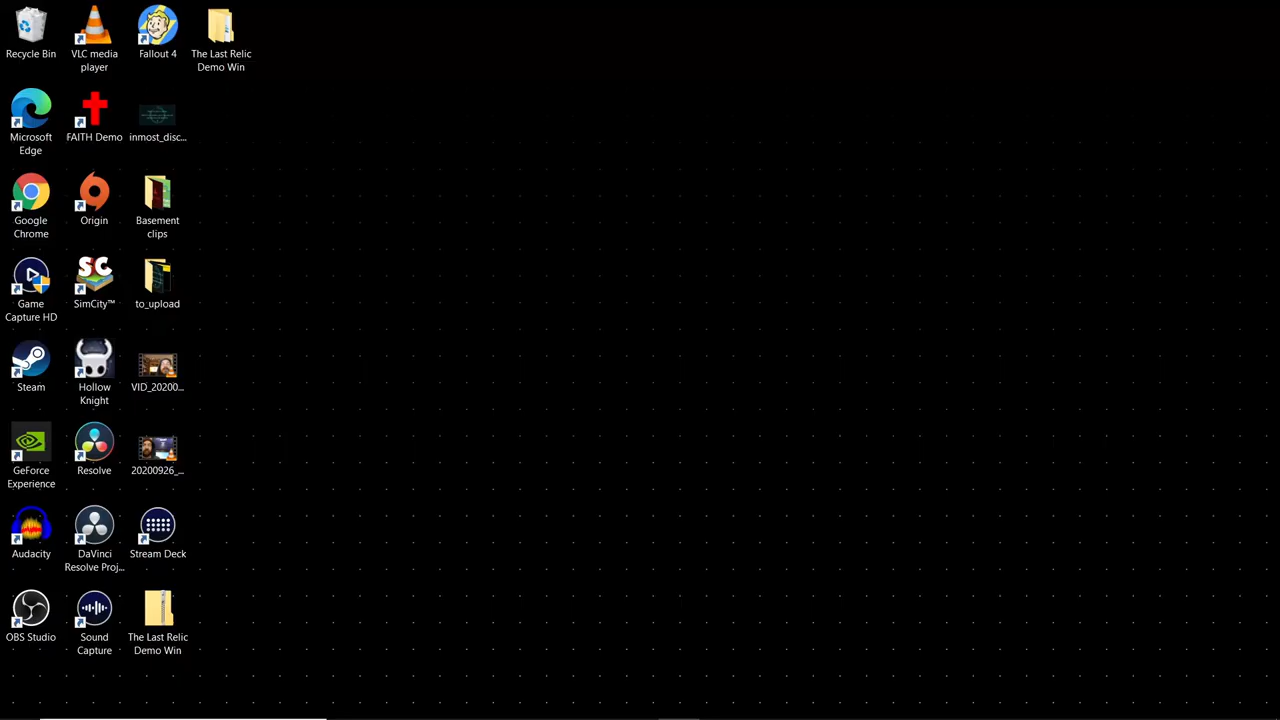 Recycle Bin
VLC media
player
Fallout 4
The Last Relic
Demo Win
Microsoft
Edge
FAITH Demo
inmost_disc...
Google
Chrome
Origin
Basement
clips
Game
Capture HD
SC
SimCity™
to_upload
Steam
Hollow
Knight
VID_20200...
GeForce
Experience
Resolve
20200926_...
Audacity
DaVinci
Resolve Proj...
Stream Deck
OBS Studio
Sound
Capture
The Last Relic
Demo Win